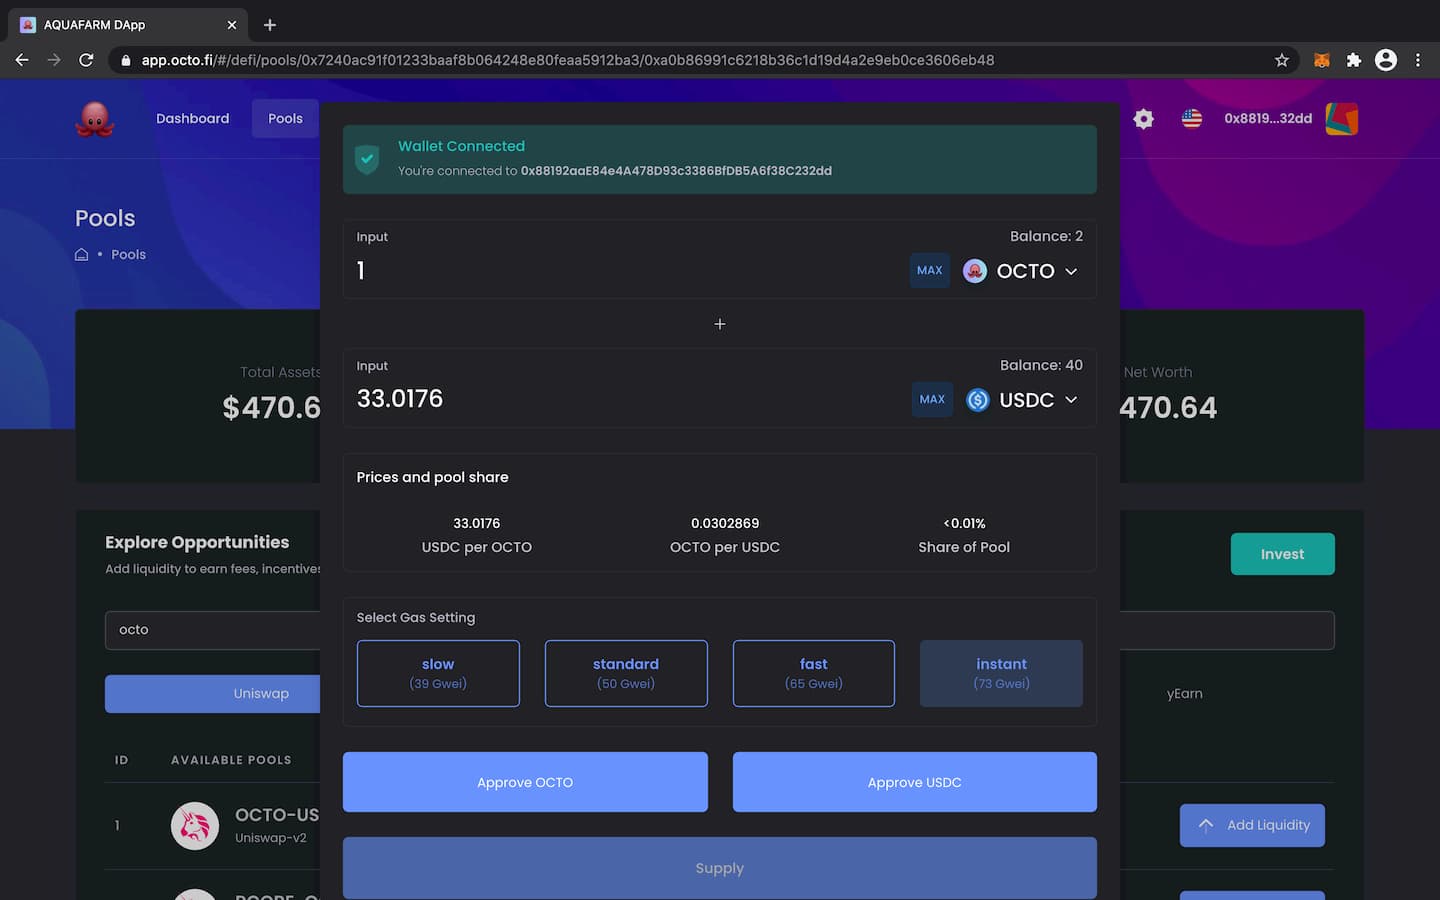 AQUAFARM DApp
app.octo.fi/#/defi/pools/0x7240ac91f01233baaf8b064248e80feaa5912ba3/0xa0b86991c6218b36c1d19d4a2e9eb0ce3606eb48
Dashboard
Pools
0x8819...32dd
Wallet Connected
You're connected to 0x88192aaE84e4A478D93c3386BfDB5A6f38C232dd
Pools
Pools
Input
Balance: 2
1
MAX
OCTO
+
Input
Balance: 40
33.0176
MAX
USDC
Total Assets
$470.6
Net Worth
470.64
Prices and pool share
33.0176
0.0302869
<0.01%
USDC per OCTO
OCTO per USDC
Share of Pool
Explore Opportunities
Add liquidity to earn fees, incentives
Invest
octo
Select Gas Setting
slow
(39 Gwei)
standard
(50 Gwei)
fast
(65 Gwei)
instant
(73 Gwei)
Uniswap
yEarn
ID
AVAILABLE POOLS
Approve OCTO
Approve USDC
1
OCTO-US
Uniswap-v2
Add Liquidity
Supply